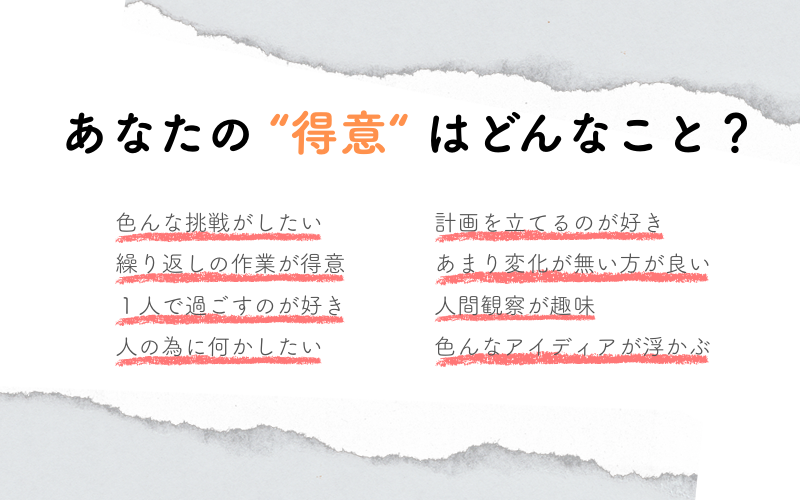 あなたの “得意“ はどんなこと？
色んな挑戦がしたい
繰り返しの作業が得意
１人で過ごすのが好き
人の為に何かしたい
計画を立てるのが好き
あまり変化が無い方が良い
人間観察が趣味
色んなアイディアが浮かぶ